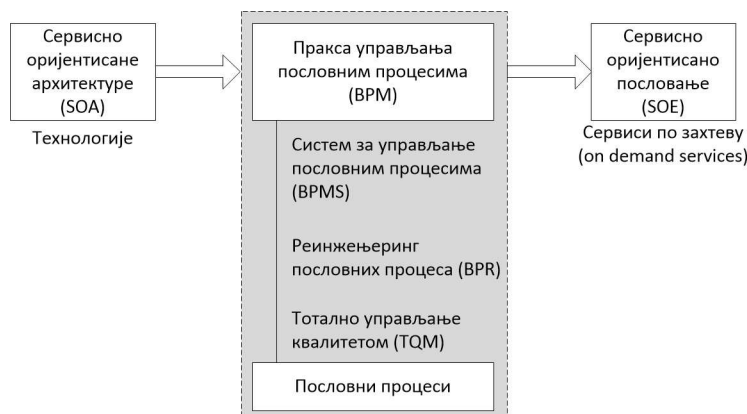 Сервисно
оријентисане
архитектуре
(SOA)
Технологије
Пракса управљања
пословним процесима
(BPM)
Систем за управљање
пословним процесима
(BPMS)
Реинжењеринг
пословних процеса (BPR)
Тотално управљање
квалитетом (TQM)
Пословни процеси
Сервисно
оријентисано
пословање
(SOE)
Сервиси по захтеву
(on demand services)